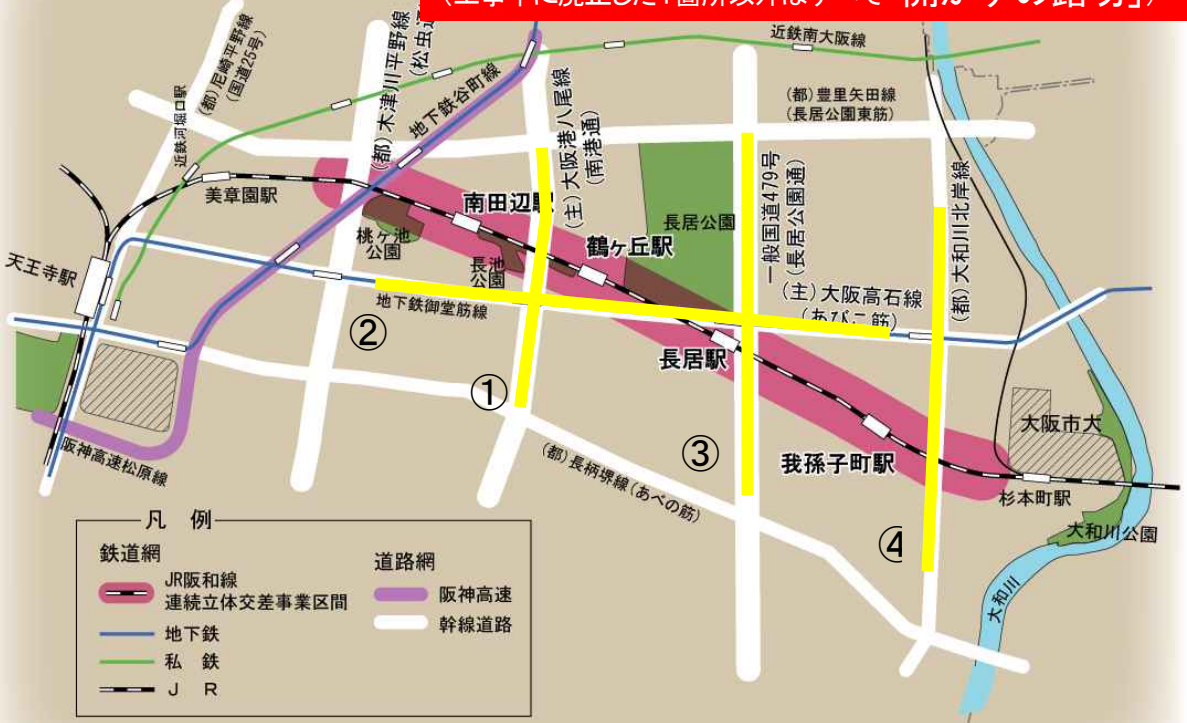 近鉄南大阪線
(都)尼崎平野線
(国道25号)
(都)木津川平野線
地下鉄谷町線
(主)大阪港八尾線
(南港通)
(都)豊里矢田線
(長居公園東筋)
近鉄河堀口駅
美章園駅
南田辺駅
鶴ヶ丘駅
長居公園
一般国道479号
(長居公園通)
(都)大和川北岸線
桃ヶ池
公園
長池
公園
天王寺駅
地下鉄御堂筋線
(主)大阪高石線
(あびこ筋)
②
①
長居駅
③
我孫子町駅
大阪市大
阪神高速松原線
(都)長柄堺線(あべの筋)
杉本町駅
④
大和川公園
大和川
凡 例
鉄道網
JR阪和線
連続立体交差事業区間
地下鉄
私 鉄
J R
道路網
阪神高速
幹線道路